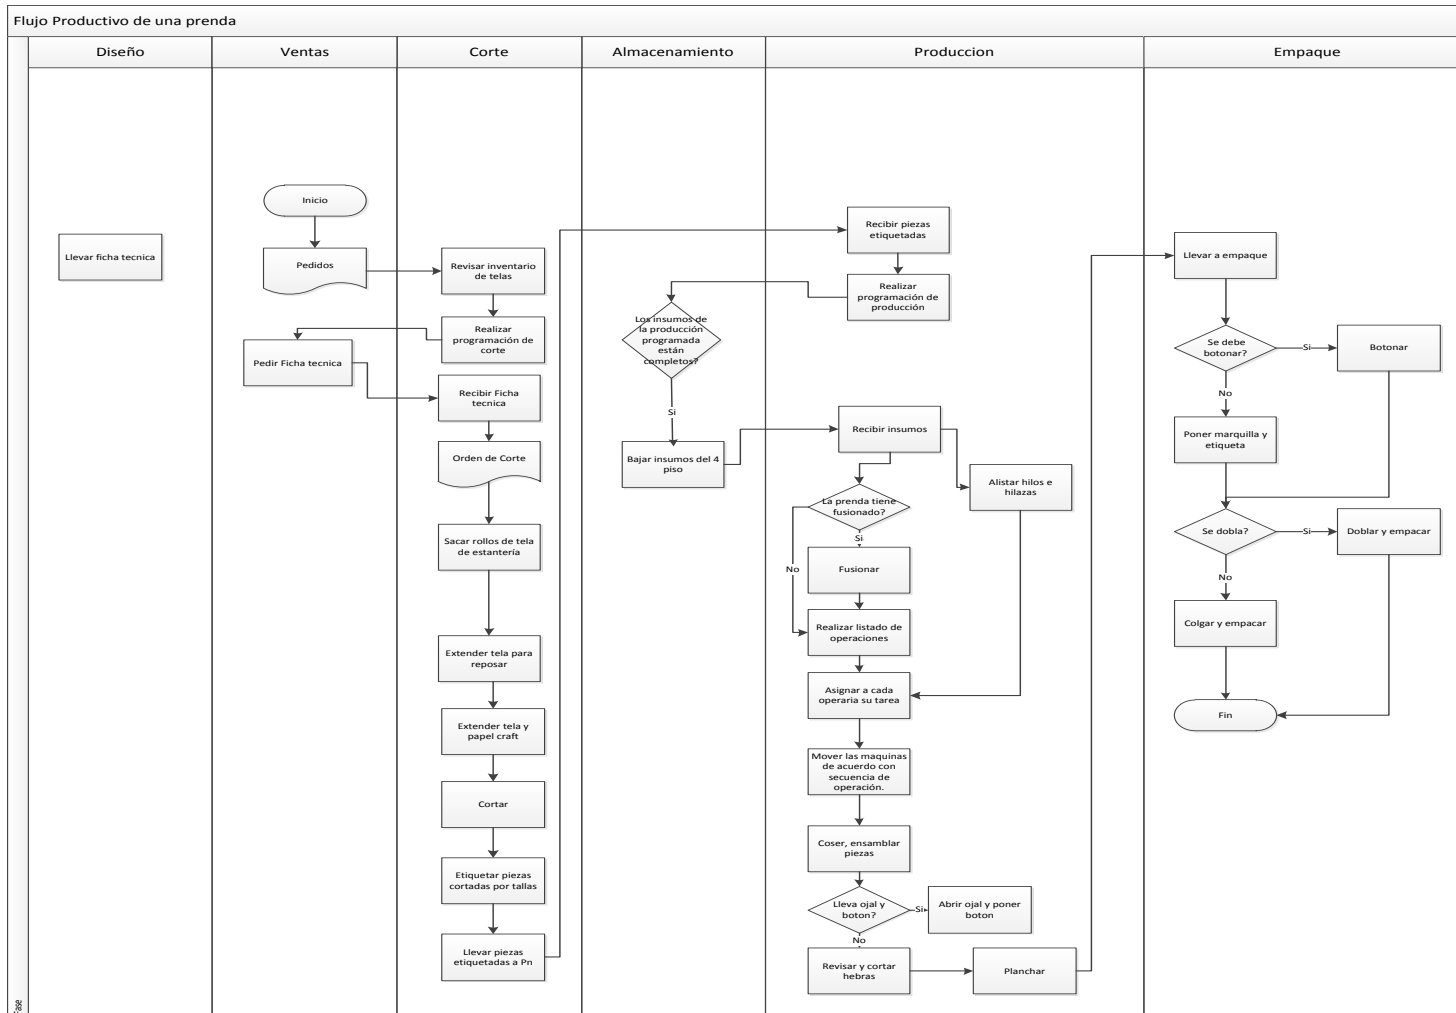 Flujo Productivo de una prenda
Diseño
Ventas
Corte
Almacenamiento
Produccion
Empaque
Fase
Llevar ficha tecnica
Inicio
Pedidos
Pedir Ficha tecnica
Revisar inventario
de telas
Realizar
programación de
corte
Recibir Ficha
tecnica
Orden de Corte
Sacar rollos de tela
de estantería
Extender tela para
reposar
Extender tela y
papel craft
Cortar
Etiquetar piezas
cortadas por tallas
Llevar piezas
etiquetadas a Pn
Los insumos de
la producción
programada
están
completos?
Si
Bajar insumos del 4
piso
Recibir piezas
etiquetadas
Realizar
programación de
producción
Recibir insumos
Alistar hilos e
hilazas
La prenda tiene
fusionado?
Si
No
Fusionar
Realizar listado de
operaciones
Asignar a cada
operaria su tarea
Mover las maquinas
de acuerdo con
secuencia de
operación.
Coser, ensamblar
piezas
Lleva ojal y
boton?
Si
Abrir ojal y poner
boton
No
Revisar y cortar
hebras
Planchar
Llevar a empaque
Se debe
botonar?
Si
Botonar
No
Poner marquilla y
etiqueta
Se dobla?
Si
Doblar y empacar
No
Colgar y empacar
Fin